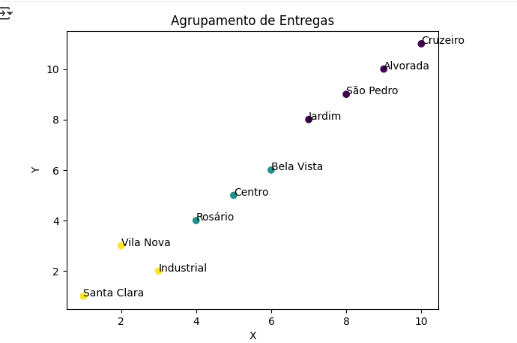 Agrupamento de Entregas
Cruzeiro
Alvorada
São Pedro
Jardim
Bela Vista
Centro
Rosário
Vila Nova
Industrial
Santa Clara
10
8
6
4
2
Y
2
4
6
8
10
X